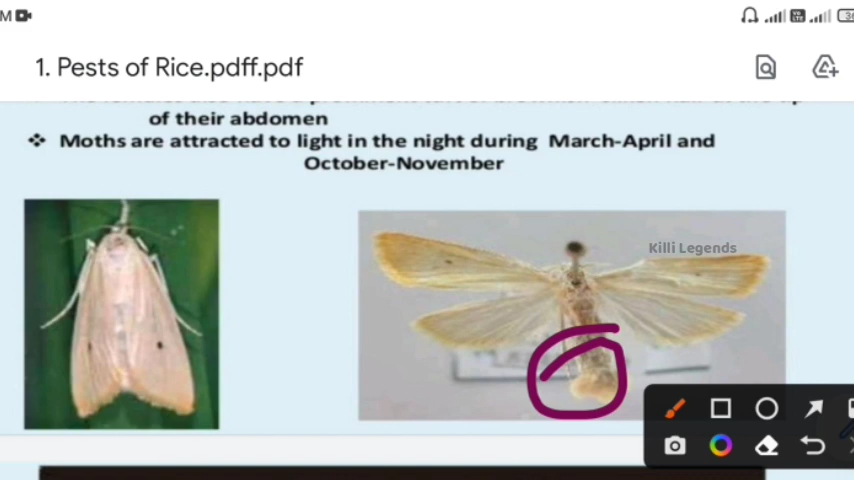 M
1. Pests of Rice.pdff.pdf
of their abdomen
❖ Moths are attracted to light in the night during March-April and
October-November
Killi Legends